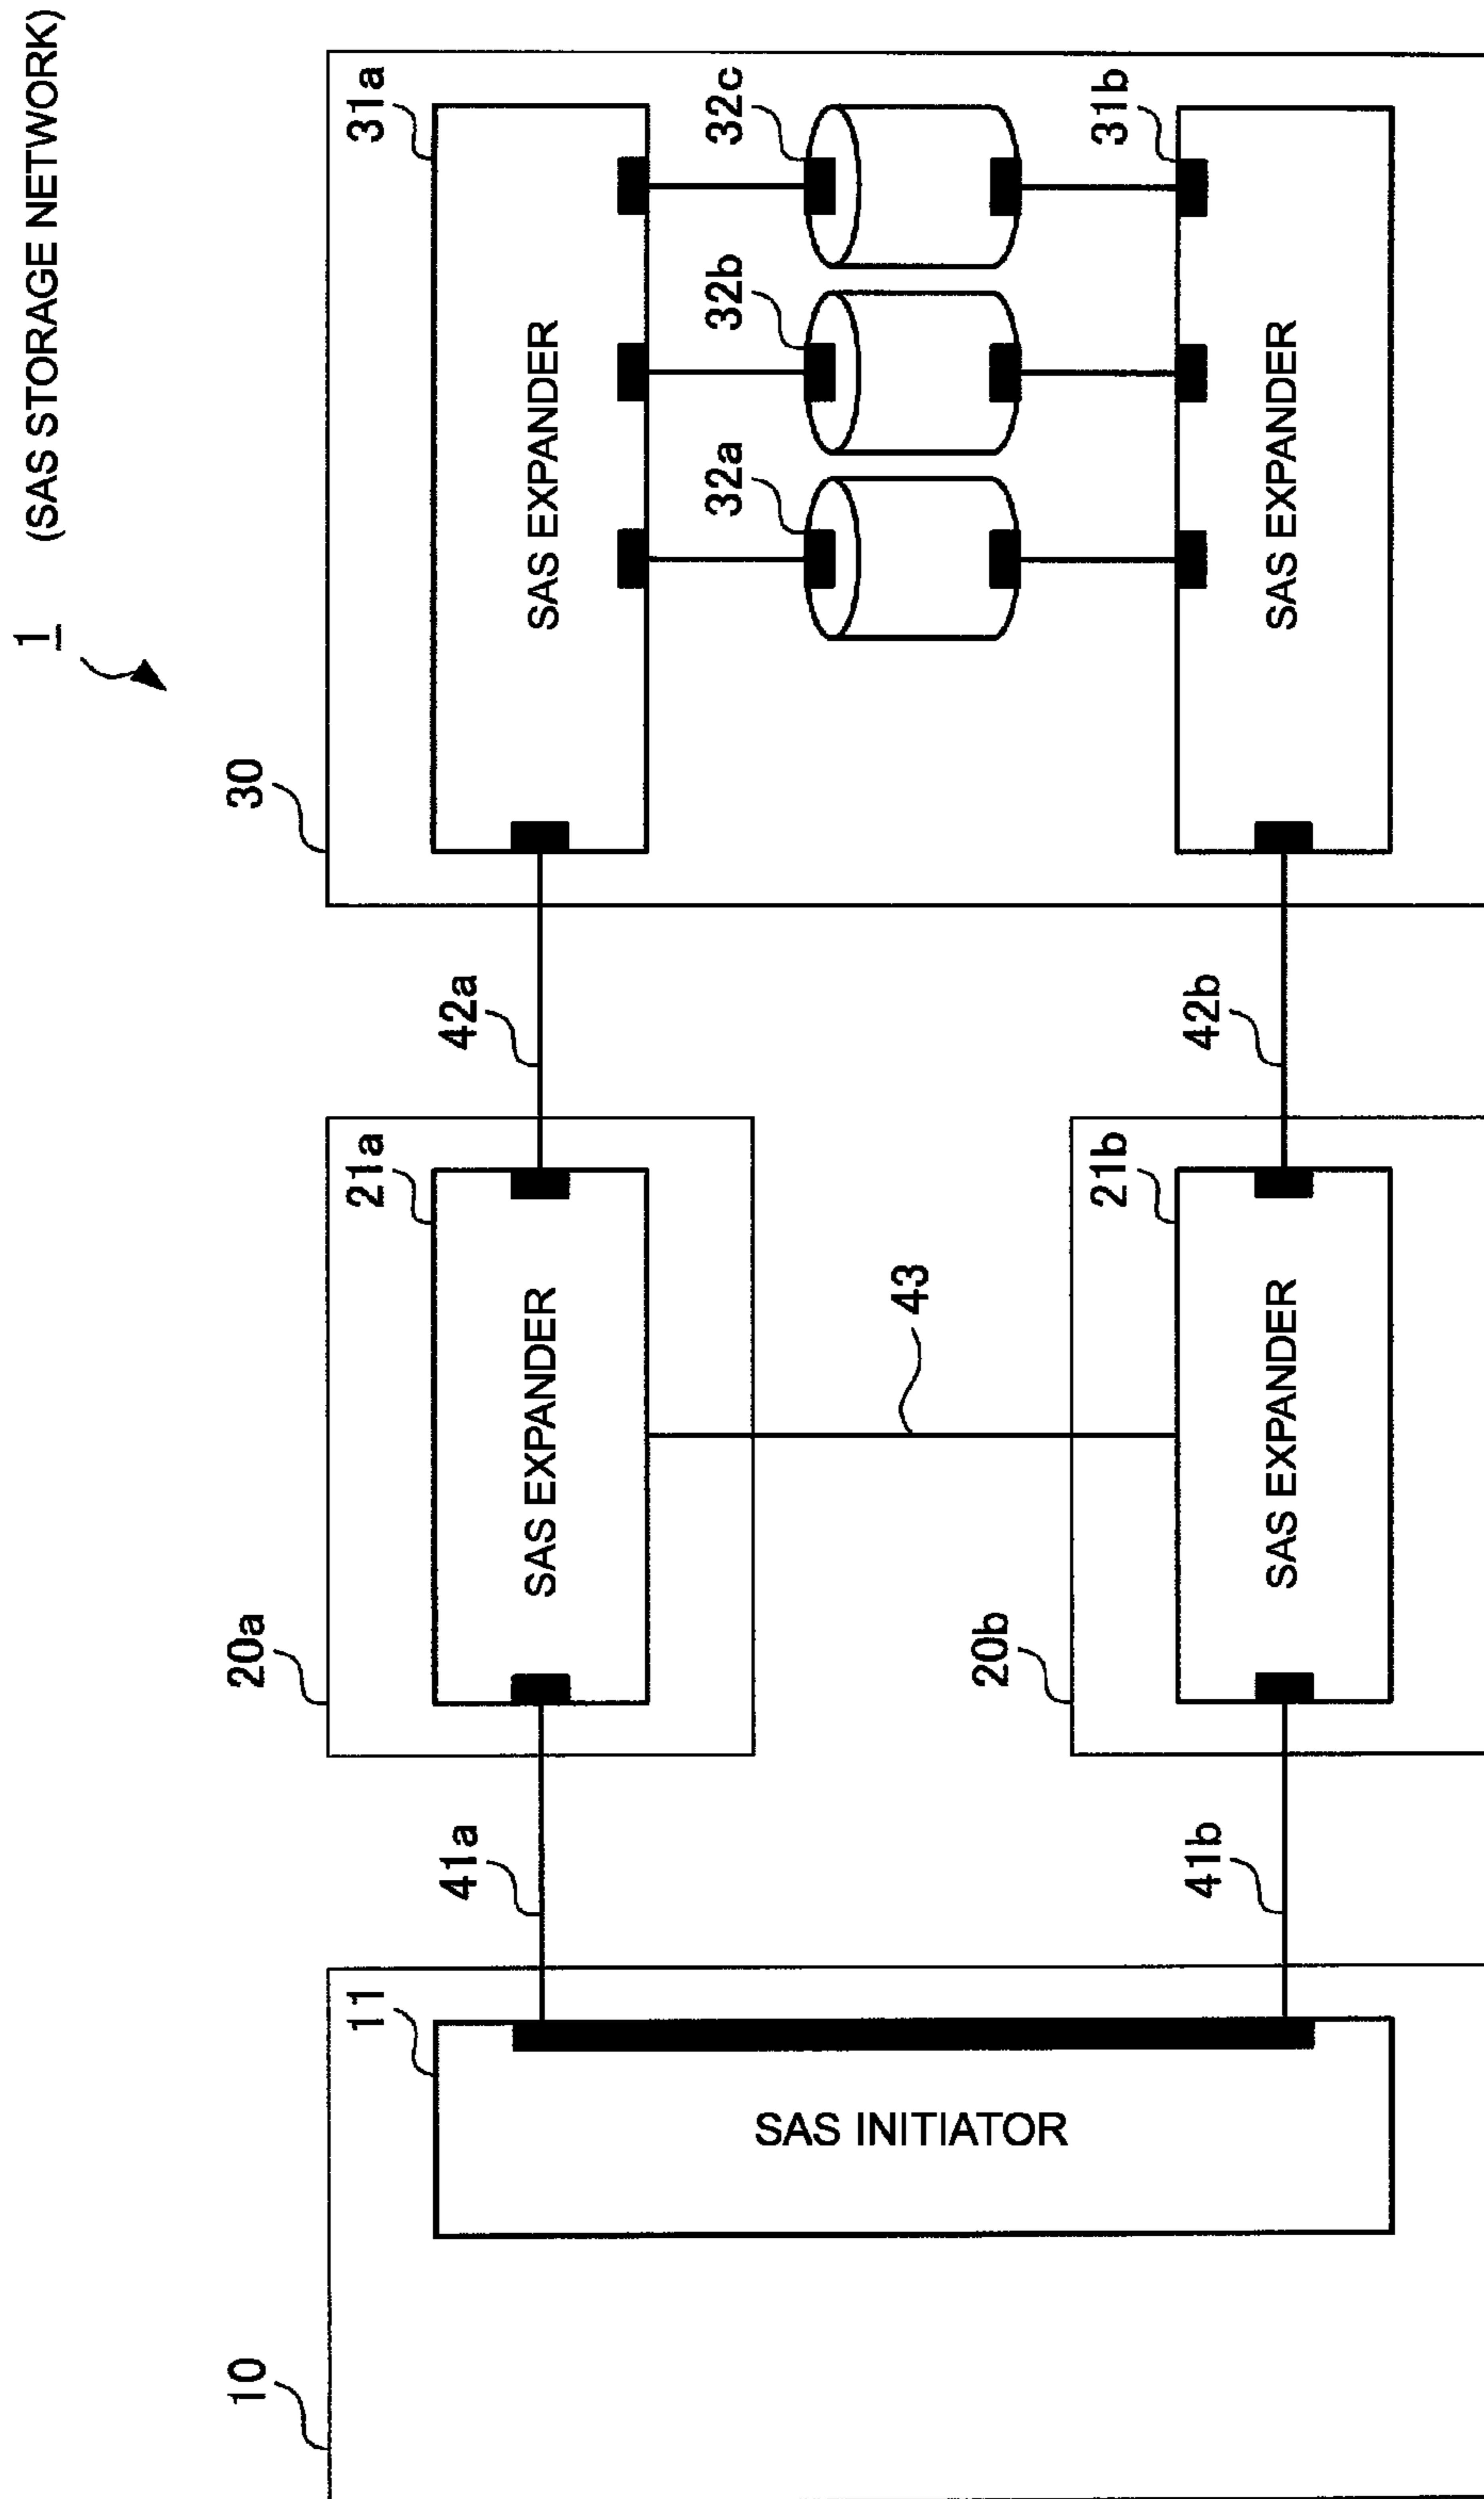 1 (SAS STORAGE NETWORK)
10
11
SAS INITIATOR
41a
41b
20a
21a
SAS EXPANDER
43
20b
21b
SAS EXPANDER
42a
42b
30
31a
SAS EXPANDER
32a
32b
32c
31b
SAS EXPANDER